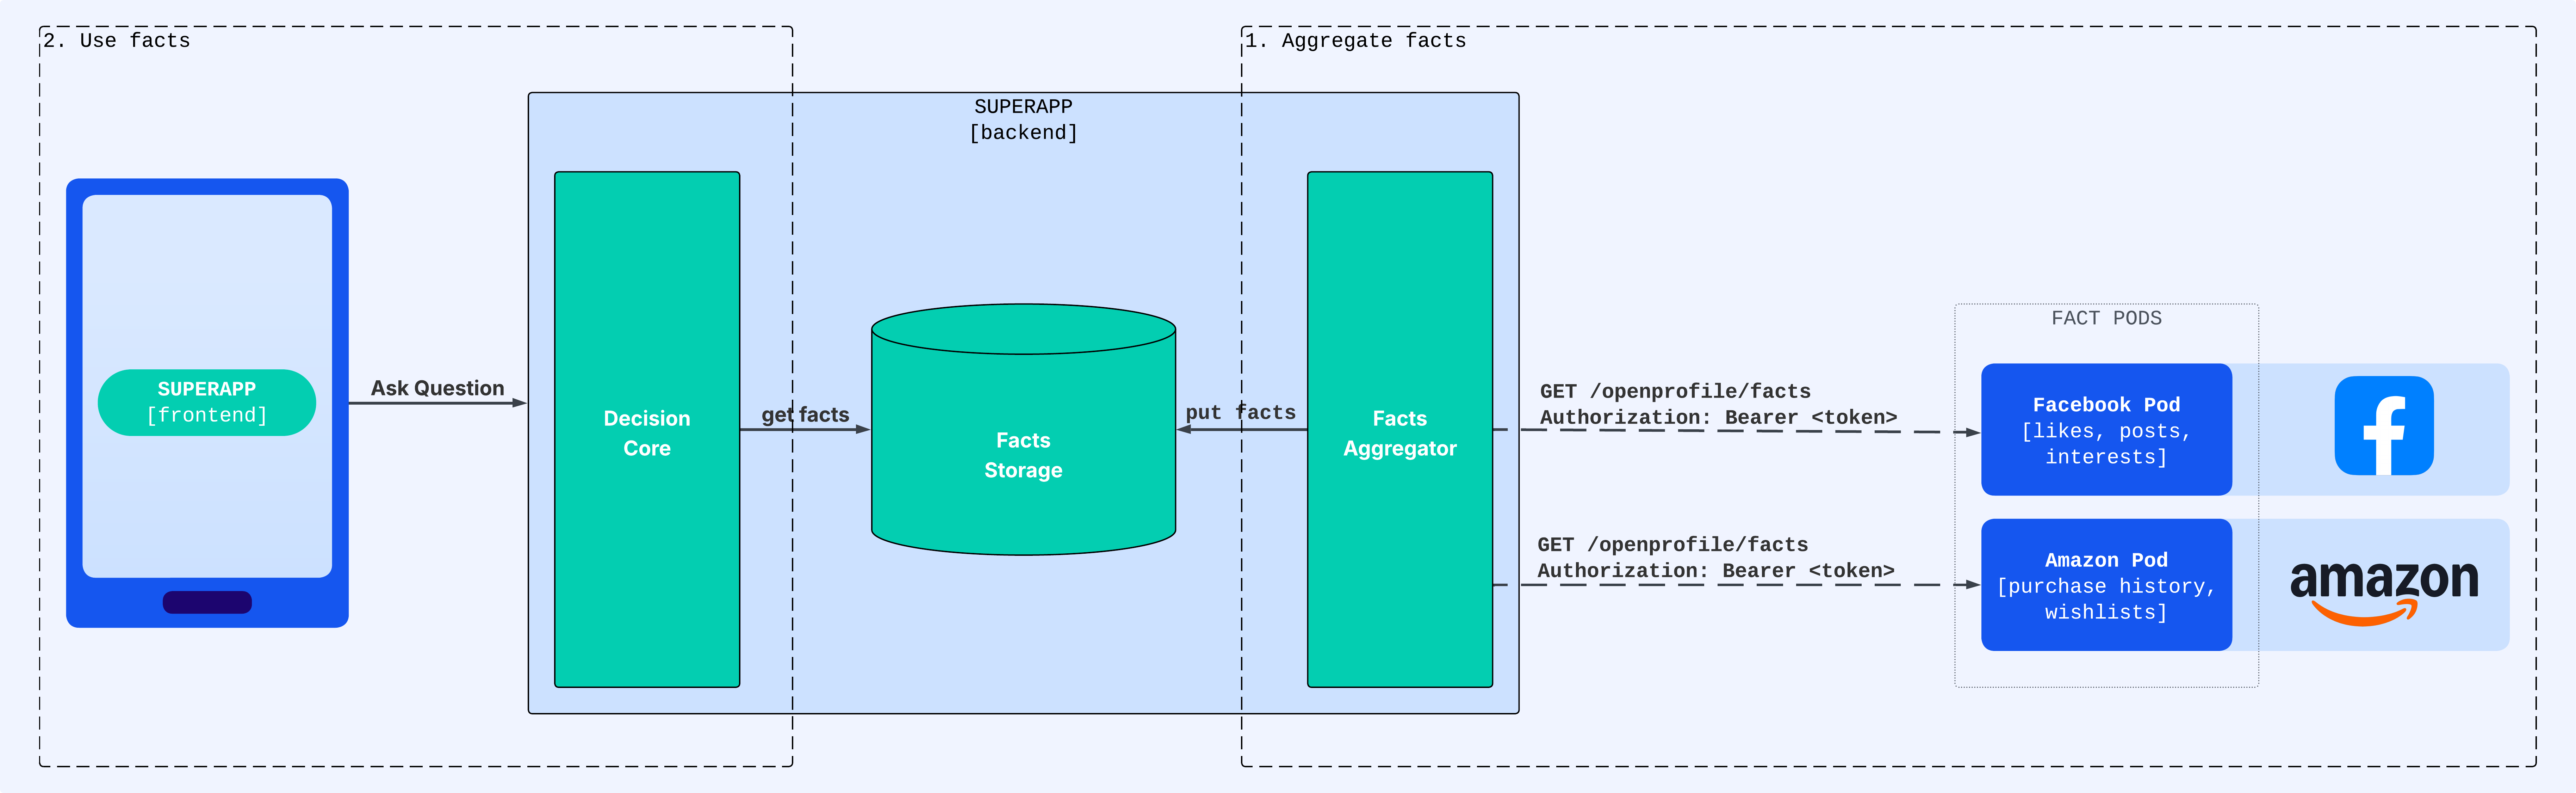 2. Use facts
1. Aggregate facts
SUPERAPP
[backend]
SUPERAPP
[frontend]
Ask Question
Decision
Core
get facts
Facts
Storage
put facts
Facts
Aggregator
GET /openprofile/facts
Authorization: Bearer <token>
GET /openprofile/facts
Authorization: Bearer <token>
FACT PODS
Facebook Pod
[likes, posts,
interests]
f
Amazon Pod
[purchase history,
wishlists]
amazon